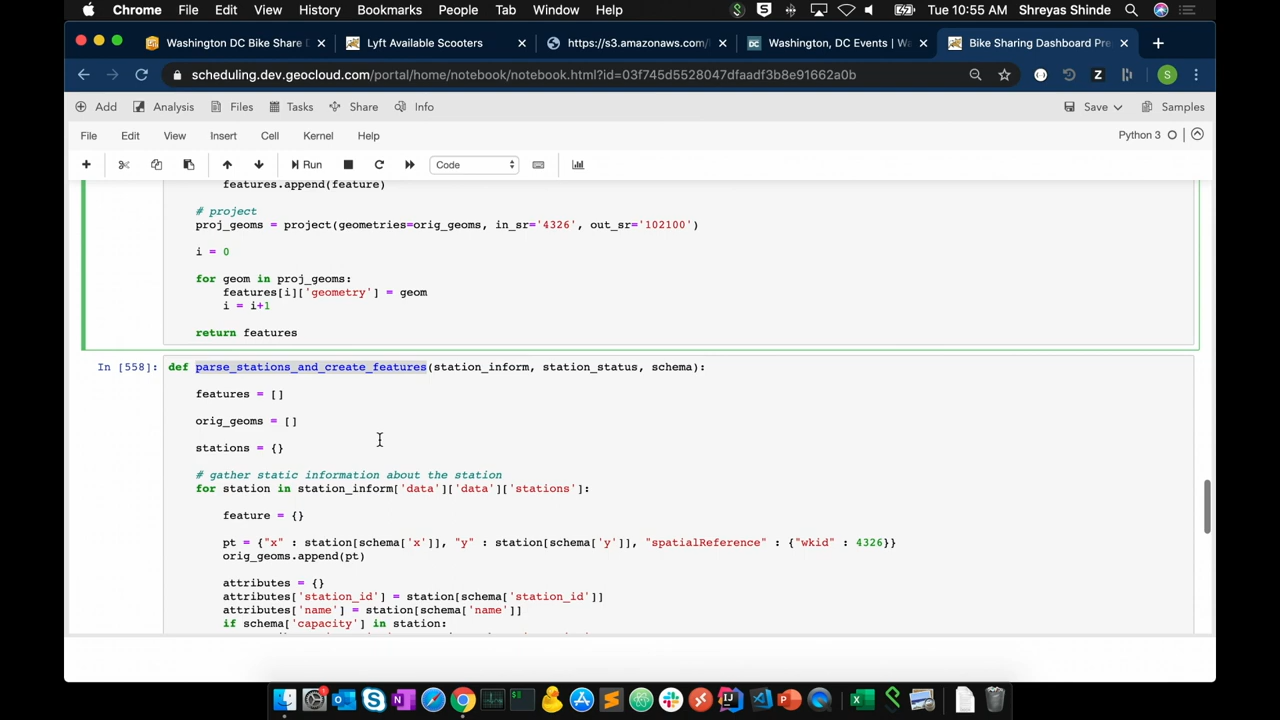 Chrome File Edit View History Bookmarks People Tab Window Help Tue 10:55 AM Shreyas Shinde
Washington DC Bike Share Lyft Available Scooters https://s3.amazonaws.com/ Washington, DC Events | W Bike Sharing Dashboard Pre
scheduling.dev.geocloud.com/portal/home/notebook/notebook.html?id=03f745d5528047dfaadf3b8e91662a0b
Add Analysis Files Tasks Share Info Save Samples
File Edit View Insert Cell Kernel Help Python 3
Run Code
features.append(feature)
# project
proj_geoms = project(geometries=orig_geoms, in_sr='4326', out_sr='102100')
i = 0
for geom in proj_geoms:
features[i]['geometry'] = geom
i = i+1
return features
In [558]: def parse_stations_and_create_features(station_inform, station_status, schema):
features = []
orig_geoms = []
stations = {}
# gather static information about the station
for station in station_inform['data']['data']['stations']:
feature = {}
pt = {"x" : station[schema['x']], "y" : station[schema['y']], "spatialReference" : {"wkid" : 4326}}
orig_geoms.append(pt)
attributes = {}
attributes['station_id'] = station[schema['station_id']]
attributes['name'] = station[schema['name']]
if schema['capacity'] in station: